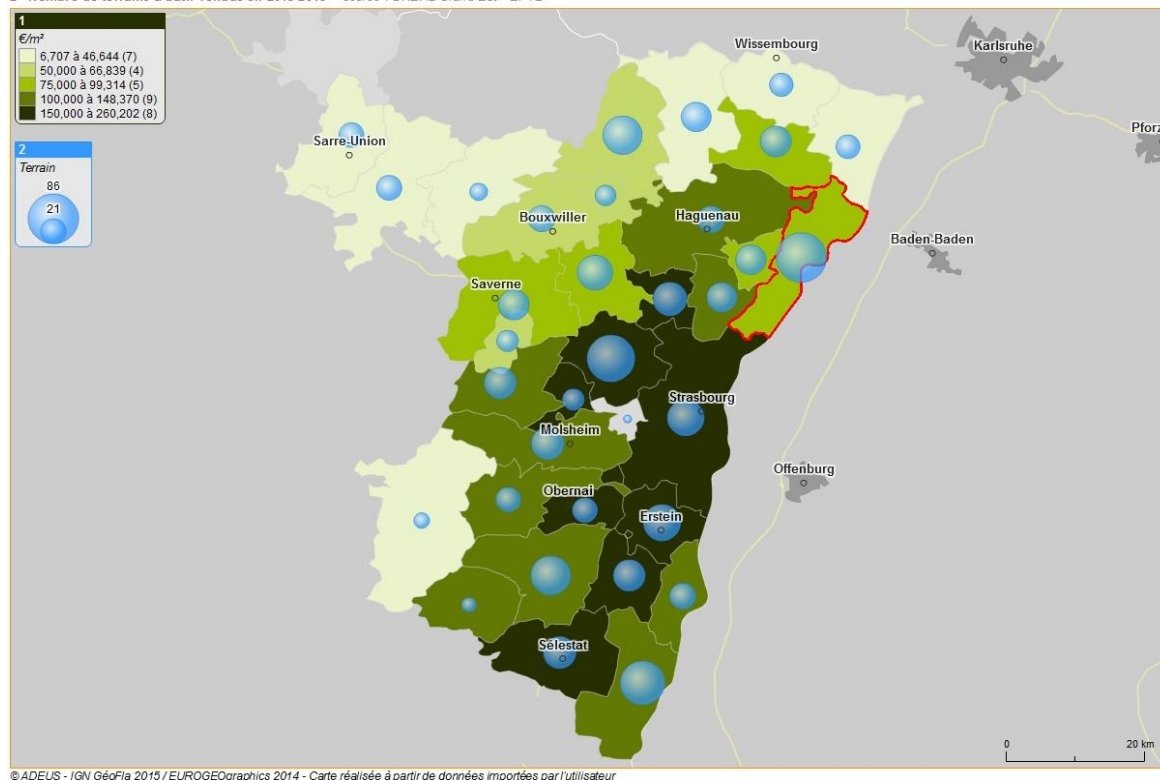 1
€/m²
6,707 à 46,644 (7)
50,000 à 66,839 (4)
75,000 à 99,314 (5)
100,000 à 148,370 (9)
150,000 à 260,202 (8)
2
Terrain
86
21
Wissembourg
Karlsruhe
Pforz
Sarre-Union
Bouxwiller
Haguenau
Baden-Baden
Saverne
Strasbourg
Molsheim
Offenburg
Obernai
Erstein
Sélestat
0 20 km
© ADEUS - IGN GéoFla 2015 / EUROGEOgraphics 2014 - Carte réalisée à partir de données importées par l'utilisateur